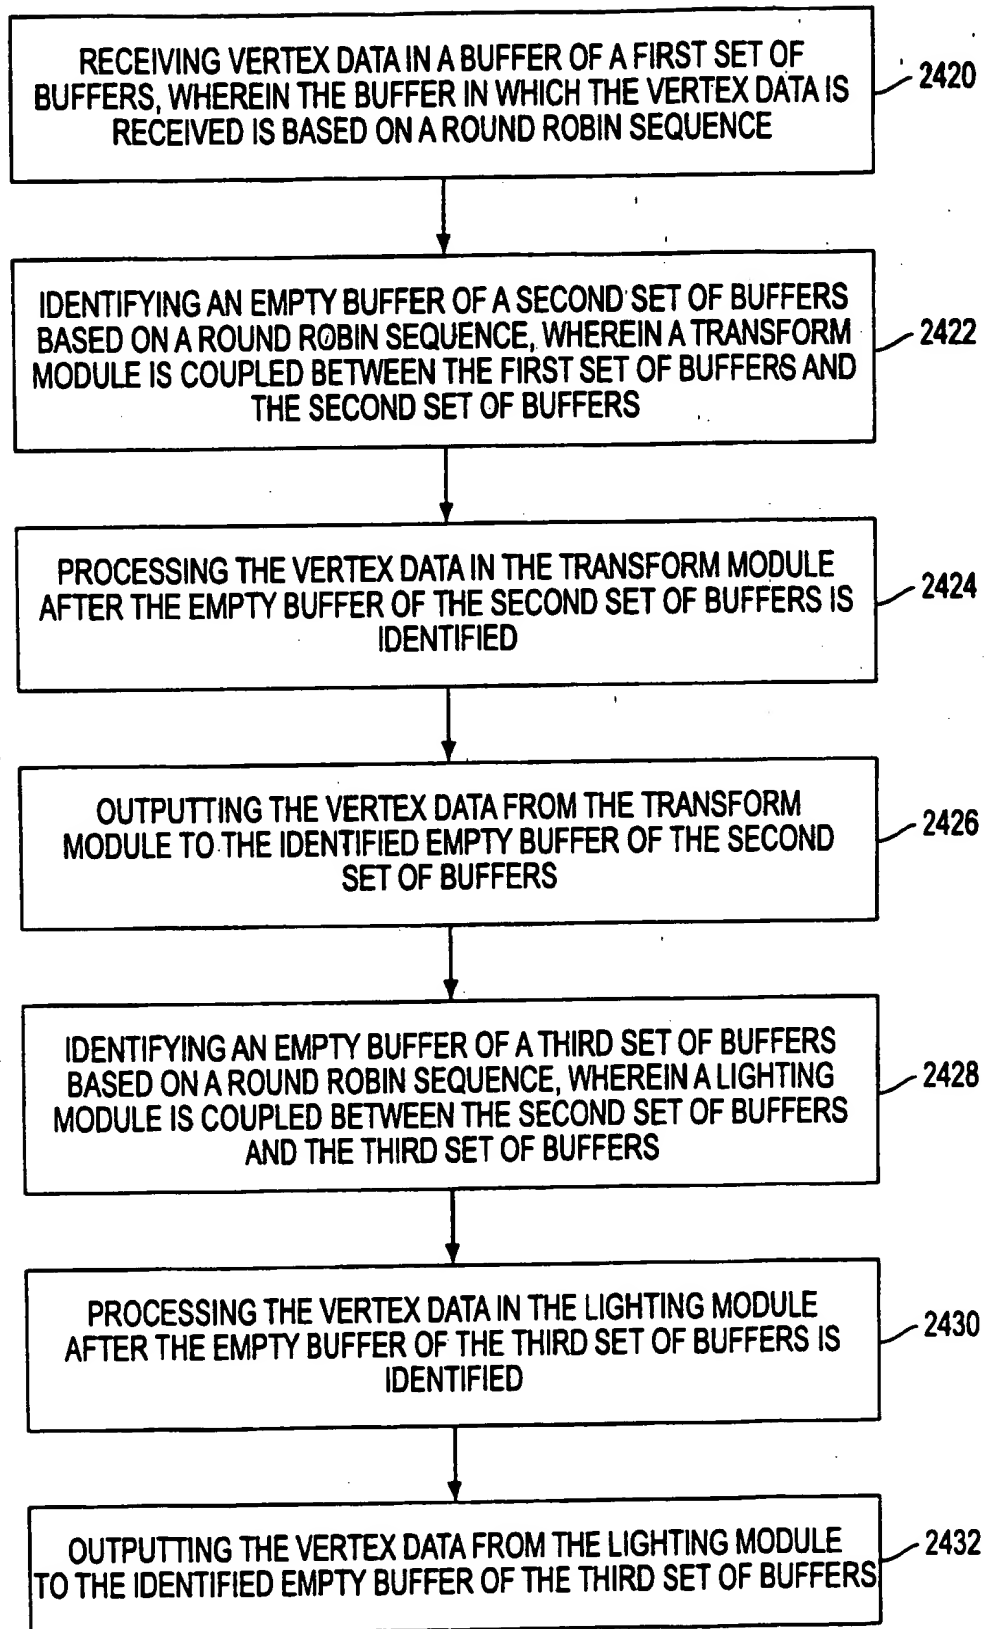 RECEIVING VERTEX DATA IN A BUFFER OF A FIRST SET OF
BUFFERS, WHEREIN THE BUFFER IN WHICH THE VERTEX DATA IS
RECEIVED IS BASED ON A ROUND ROBIN SEQUENCE
2420
IDENTIFYING AN EMPTY BUFFER OF A SECOND SET OF BUFFERS
BASED ON A ROUND ROBIN SEQUENCE, WHEREIN A TRANSFORM
MODULE IS COUPLED BETWEEN THE FIRST SET OF BUFFERS AND
THE SECOND SET OF BUFFERS
2422
PROCESSING THE VERTEX DATA IN THE TRANSFORM MODULE
AFTER THE EMPTY BUFFER OF THE SECOND SET OF BUFFERS IS
IDENTIFIED
2424
OUTPUTTING THE VERTEX DATA FROM THE TRANSFORM
MODULE TO THE IDENTIFIED EMPTY BUFFER OF THE SECOND
SET OF BUFFERS
2426
IDENTIFYING AN EMPTY BUFFER OF A THIRD SET OF BUFFERS
BASED ON A ROUND ROBIN SEQUENCE, WHEREIN A LIGHTING
MODULE IS COUPLED BETWEEN THE SECOND SET OF BUFFERS
AND THE THIRD SET OF BUFFERS
2428
PROCESSING THE VERTEX DATA IN THE LIGHTING MODULE
AFTER THE EMPTY BUFFER OF THE THIRD SET OF BUFFERS IS
IDENTIFIED
2430
OUTPUTTING THE VERTEX DATA FROM THE LIGHTING MODULE
TO THE IDENTIFIED EMPTY BUFFER OF THE THIRD SET OF BUFFERS
2432